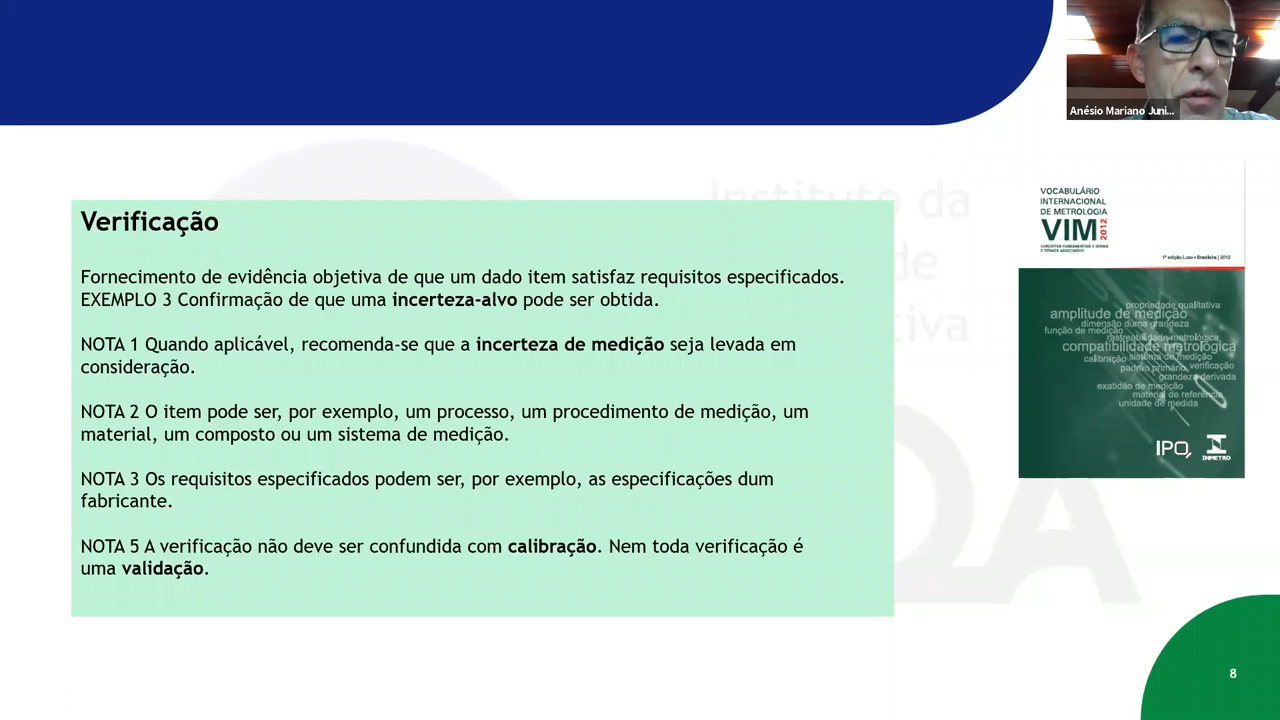 Anésio Mariano Juni...
Instituto da
de
tiva
QA
Verificação
Fornecimento de evidência objetiva de que um dado item satisfaz requisitos especificados.
EXEMPLO 3 Confirmação de que uma incerteza-alvo pode ser obtida.
NOTA 1 Quando aplicável, recomenda-se que a incerteza de medição seja levada em
consideração.
NOTA 2 O item pode ser, por exemplo, um processo, um procedimento de medição, um
material, um composto ou um sistema de medição.
NOTA 3 Os requisitos especificados podem ser, por exemplo, as especificações dum
fabricante.
NOTA 5 A verificação não deve ser confundida com calibração. Nem toda verificação é
uma validação.
VOCABULÁRIO
INTERNACIONAL
DE METROLOGIA
VIM 2012
CONCEITOS FUNDAMENTAIS E GERAIS
E TERMOS ASSOCIADOS
1ª edição Luso • Brasileira | 2012
propriedade qualitativa
amplitude de medição
dimensão duma grandeza
função de medição
rastreabilidade metrológica
compatibilidade metrológica
calibração sistema de medição
padrão primário verificação
grandeza derivada
exatidão de medição
material de referência
unidade de medida
IPQ INMETRO
8